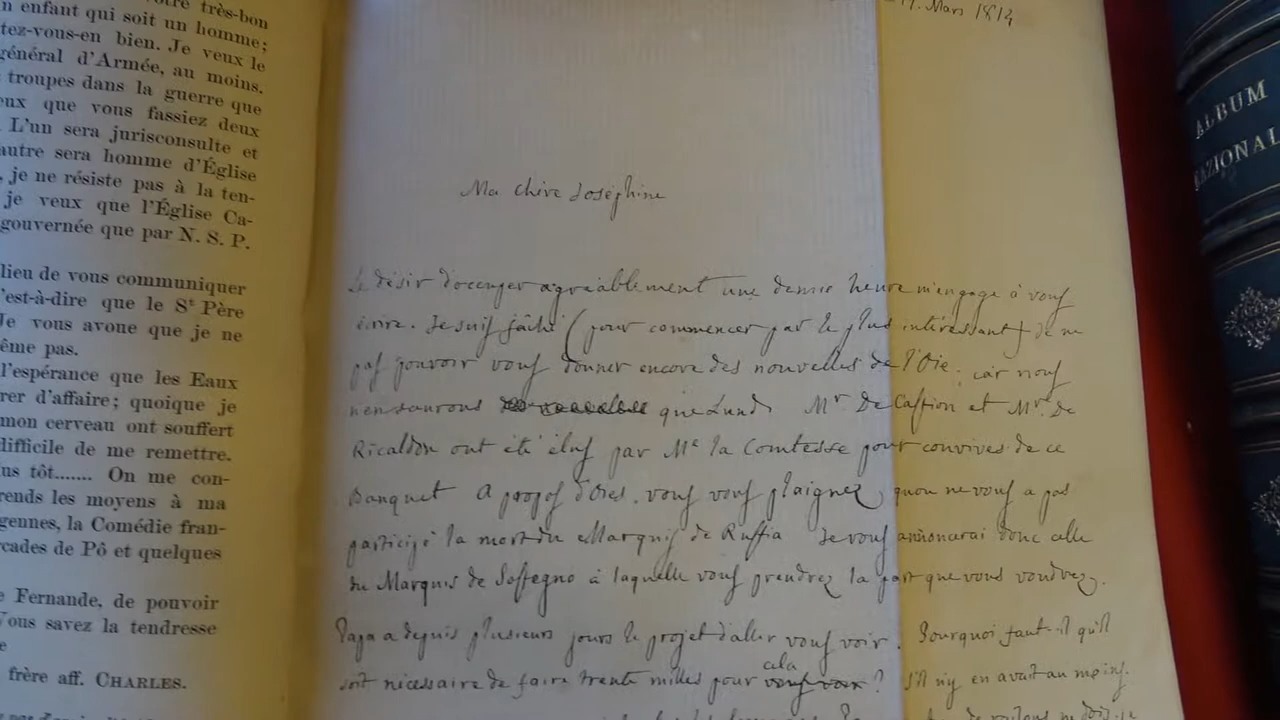 très-bon
enfant qui soit un homme;
tez-vous-en bien. Je veux le
général d'Armée, au moins.
troupes dans la guerre que
eux que vous fassiez deux
L'un sera jurisconsulte et
autre sera homme d'Église
je ne résiste pas à la ten-
je veux que l'Église Ca-
gouvernée que par N. S. P.
lieu de vous communiquer
'est-à-dire que le St Père
Je vous avoue que je ne
ême pas.
l'espérance que les Eaux
rer d'affaire; quoique je
mon cerveau ont souffert
difficile de me remettre.
us tôt....... On me con-
rends les moyens à ma
gennes, la Comédie fran-
cades de Pô et quelques
Fernande, de pouvoir
Vous savez la tendresse
frère aff. CHARLES.
Mars 1814
Ma chère Joséphine
Le désir d'occuper agréablement une demie heure m'engage à vous
écrire. Je suis fâché (pour commencer par le plus intéressant) de ne
pas pouvoir vous donner encore des nouvelles de l'Oie, car nous
n'en saurons que Lundi Mr De et Mr De
Ricaldon ont été élus par Me la Comtesse pour convives de ce
Banquet A propos d'Oies, vous vous plaignez quon ne vous a pas
participé la mort du Marquis de Ruffia Je vous annonarai donc celle
du Marquis de à laquelle vous prendrez la part que vous voudrez.
Papa a depuis plusieurs jours le projet d'aller vous voir. Pourquoi faut-il qu'il
soit nécessaire de faire trente milles pour cela vous voir? S'il n'y en avait au moins
ALBUM
NAZIONAL